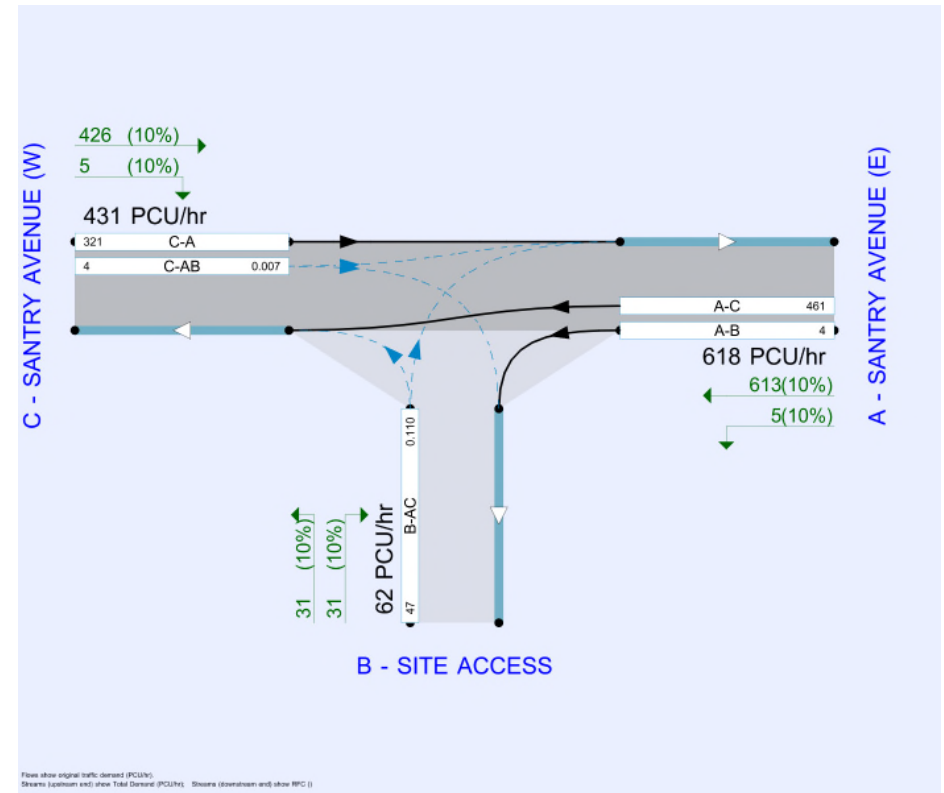 426 (10%)
5 (10%)
431 PCU/hr
C - SANTRY AVENUE (W)
A - SANTRY AVENUE (E)
321 C-A
4 C-AB 0.007
A-C 461
A-B 4
618 PCU/hr
613(10%)
5(10%)
0.110
B-AC
47
62 PCU/hr
31 (10%)
31 (10%)
B - SITE ACCESS
Flows show original traffic demand (PCU/hr).
Streams (upstream end) show Total Demand (PCU/hr); Streams (downstream end) show RFC ()